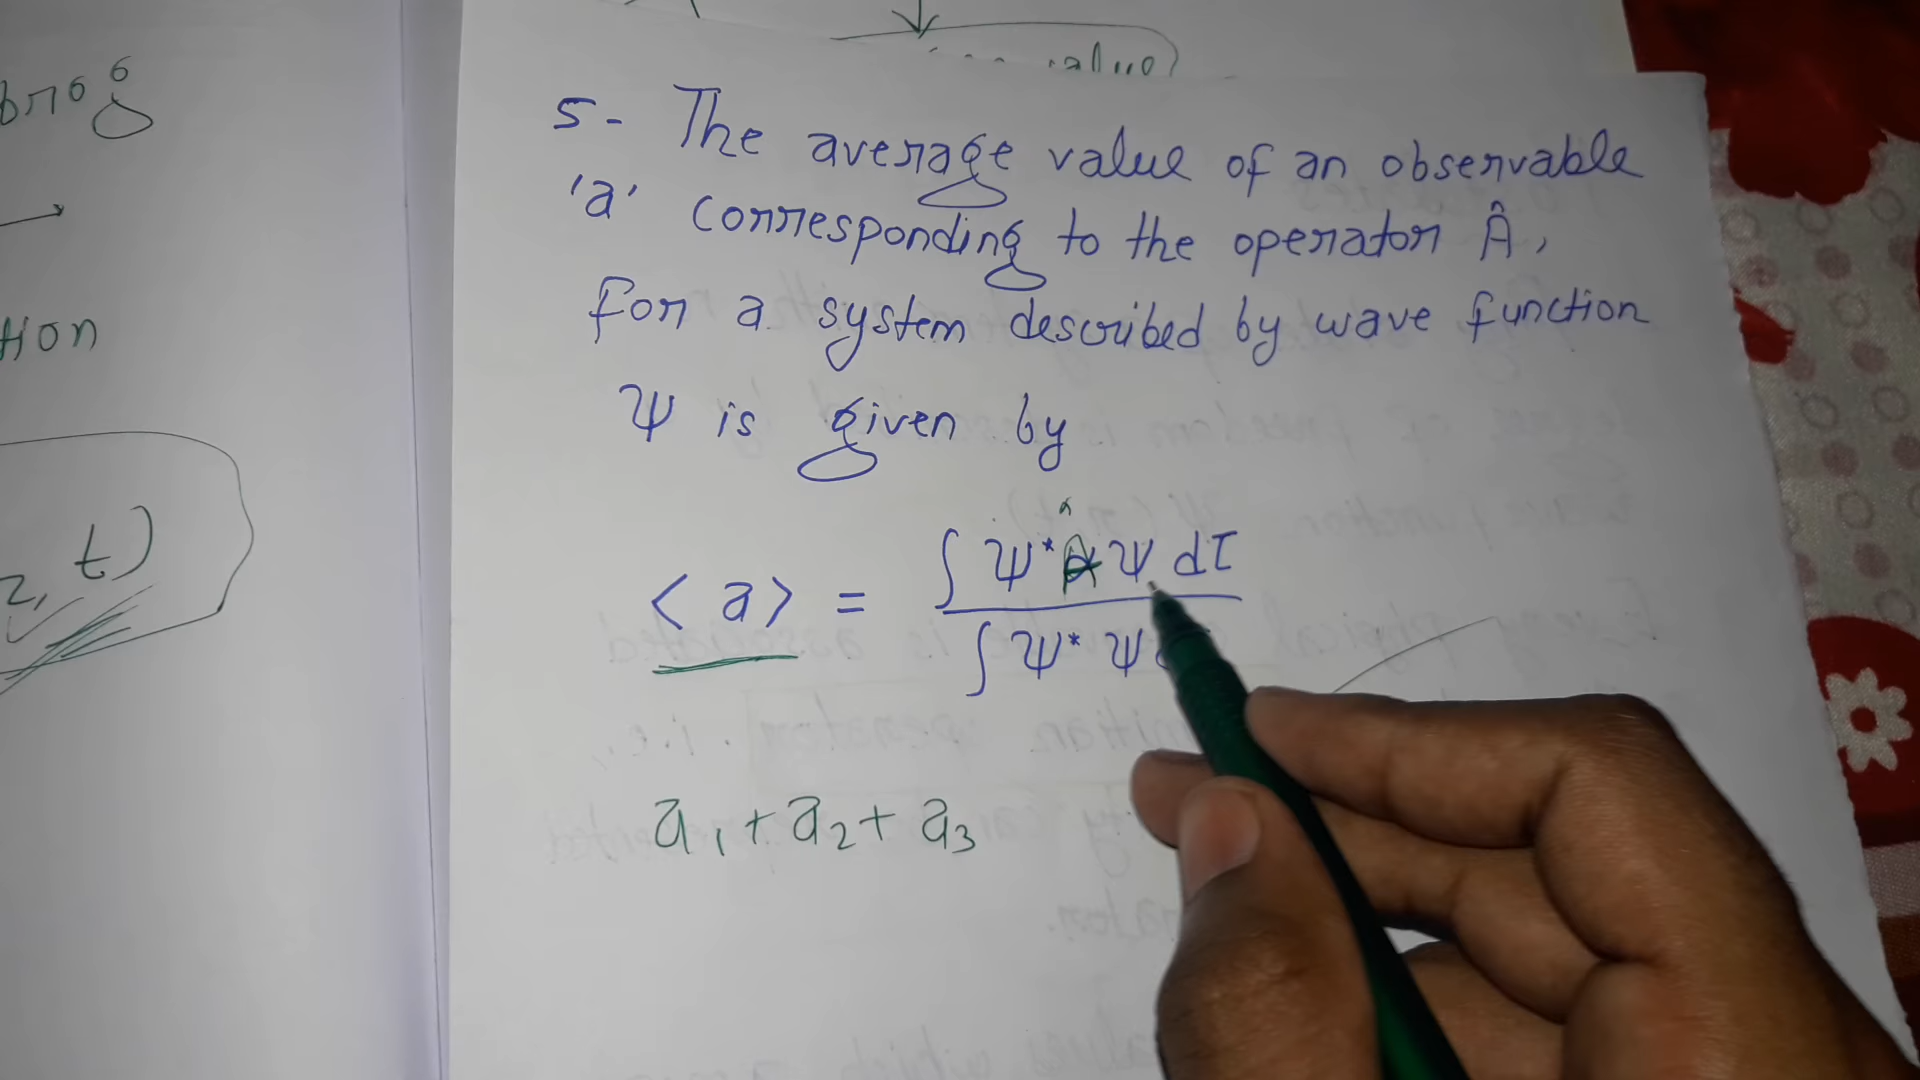 5- The average value of an observable
'a' corresponding to the operator Â,
for a system described by wave function
Ψ is given by
< a > = ∫ Ψ* Â Ψ dτ
∫ Ψ* Ψ
a₁ + a₂ + a₃
t)